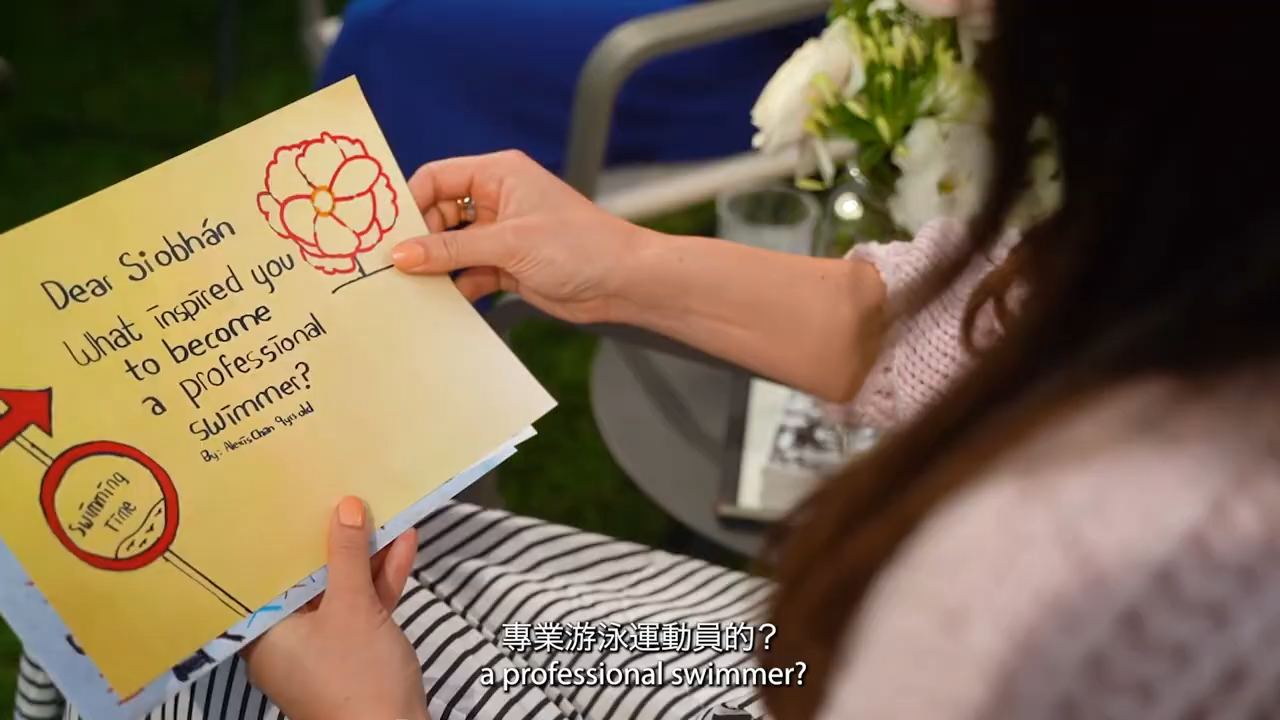 Dear Siobhán
What inspired you
to become
a professional
swimmer?
By: Alexis Chan 9yrs old
Swimming
Time
專業游泳運動員的？
a professional swimmer?